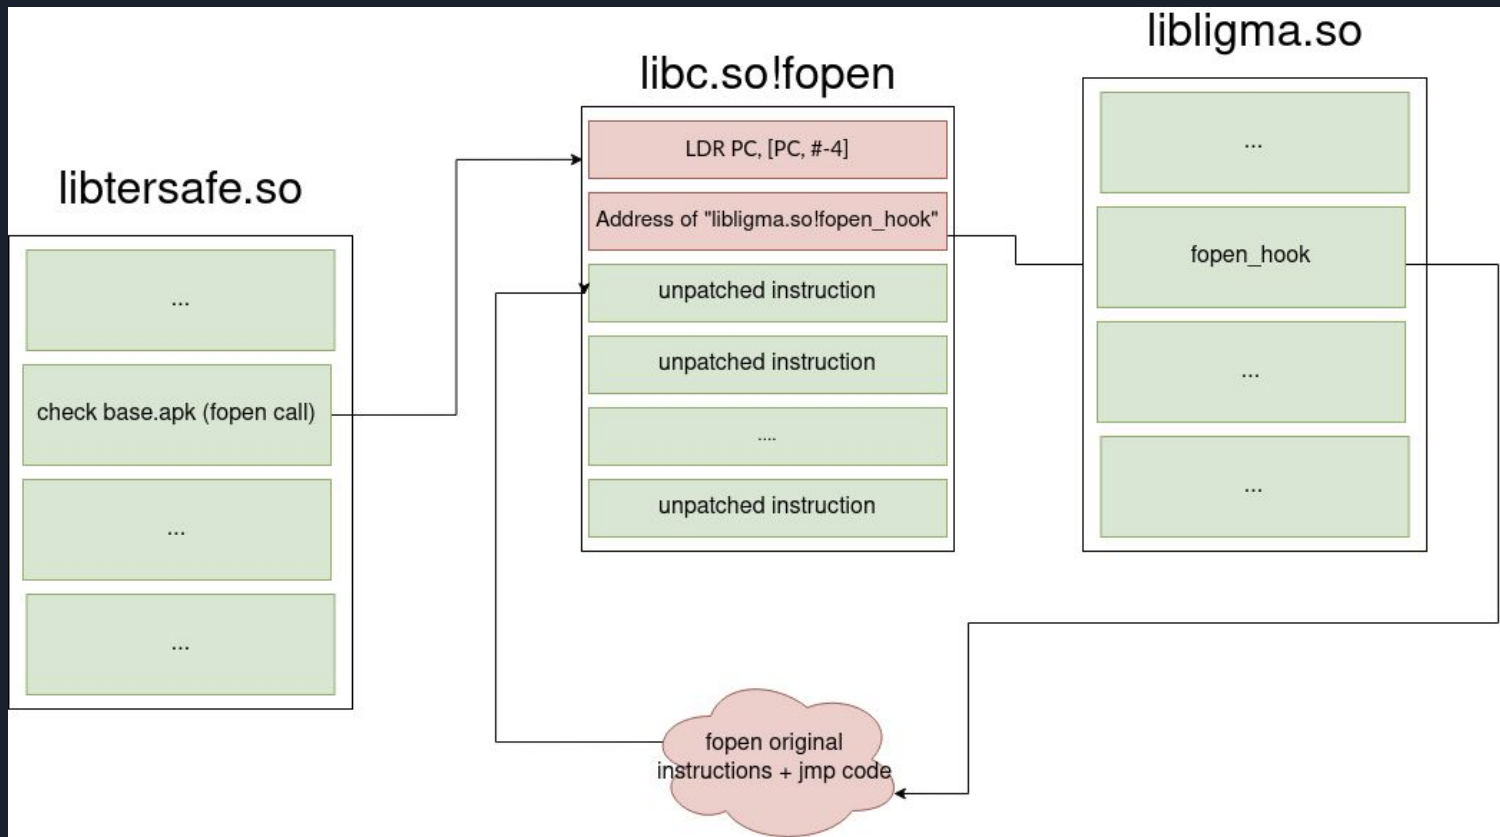 libtersafe.so
...
check base.apk (fopen call)
...
...
libc.so!fopen
LDR PC, [PC, #-4]
Address of "libligma.so!fopen_hook"
unpatched instruction
unpatched instruction
....
unpatched instruction
libligma.so
...
fopen_hook
...
...
fopen original
instructions + jmp code